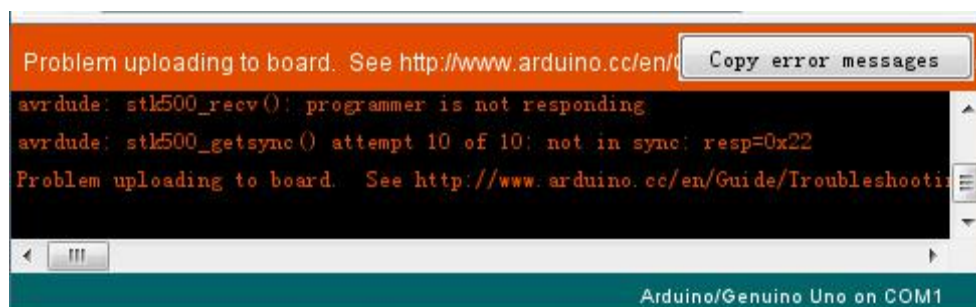 Problem uploading to board. See http://www.arduino.cc/en/
Copy error messages
avrdude: stk500_recv(): programmer is not responding
avrdude: stk500_getsync() attempt 10 of 10: not in sync: resp=0x22
Problem uploading to board. See http://www.arduino.cc/en/Guide/Troubleshootin
Arduino/Genuino Uno on COM1